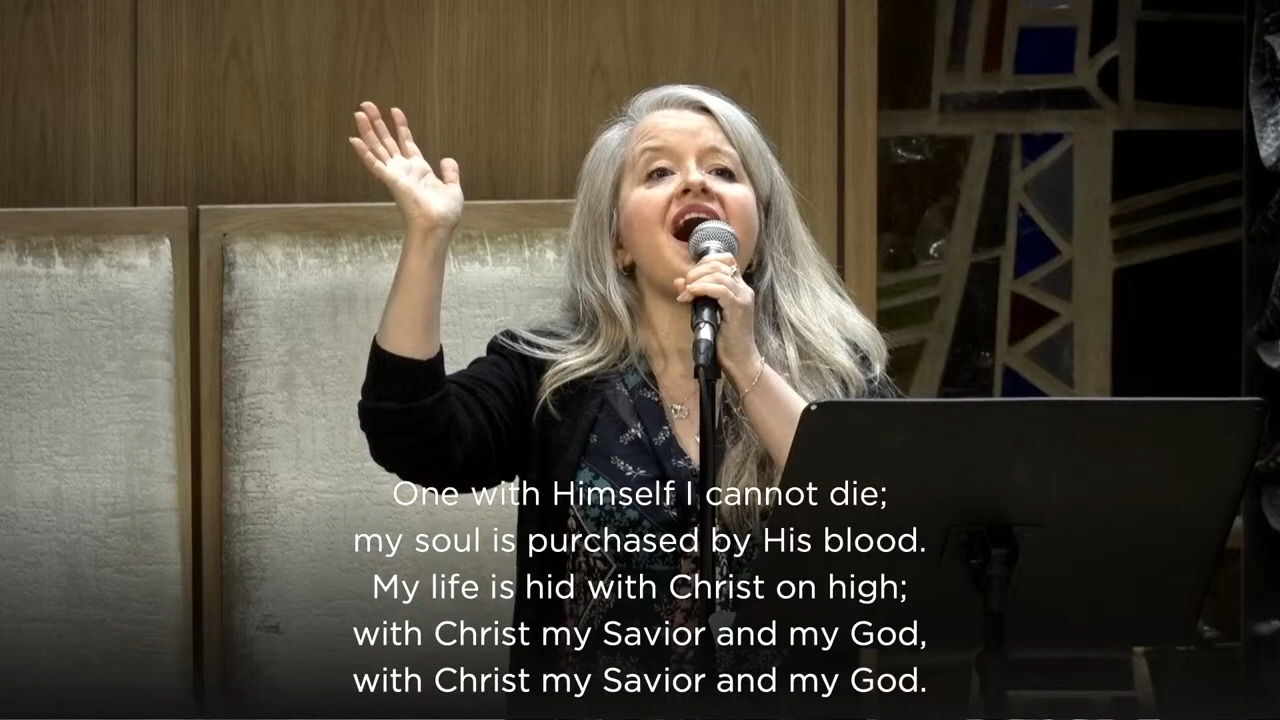 One with Himself I cannot die;
my soul is purchased by His blood.
My life is hid with Christ on high;
with Christ my Savior and my God,
with Christ my Savior and my God.